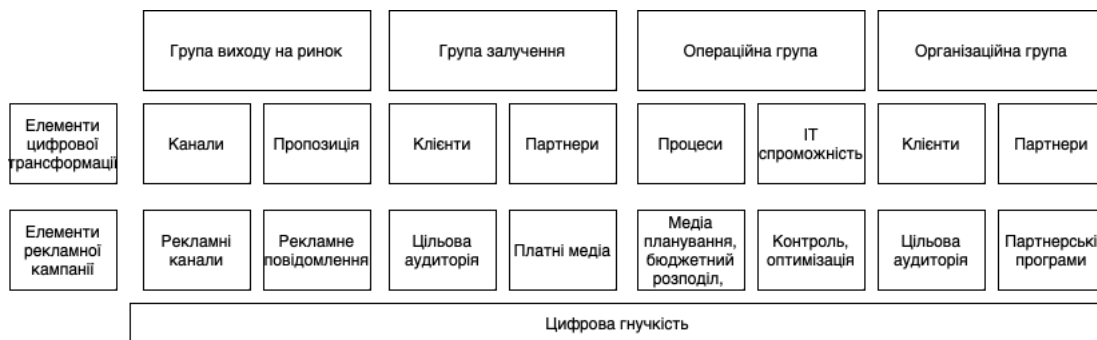 Група виходу на ринок
Група залучення
Операційна група
Організаційна група
Елементи
цифрової
трансформації
Канали
Пропозиція
Клієнти
Партнери
Процеси
ІТ
спроможність
Клієнти
Партнери
Елементи
рекламної
кампанії
Рекламні
канали
Рекламне
повідомлення
Цільова
аудиторія
Платні медіа
Медіа
планування,
бюджетний
розподіл,
Контроль,
оптимізація
Цільова
аудиторія
Партнерські
програми
Цифрова гнучкість